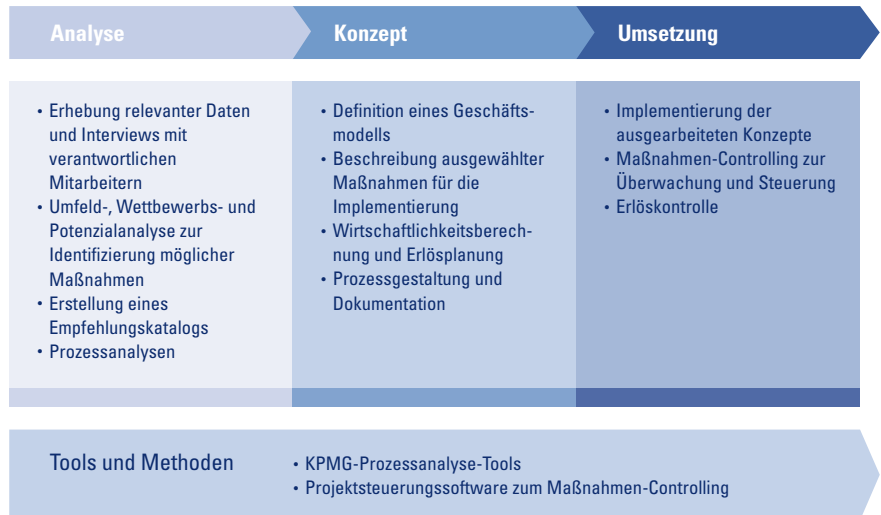 Analyse
Konzept
Umsetzung
• Erhebung relevanter Daten
und Interviews mit
verantwortlichen
Mitarbeitern
• Umfeld-, Wettbewerbs- und
Potenzialanalyse zur
Identifizierung möglicher
Maßnahmen
• Erstellung eines
Empfehlungskatalogs
• Prozessanalysen
• Definition eines Geschäfts-
modells
• Beschreibung ausgewählter
Maßnahmen für die
Implementierung
• Wirtschaftlichkeitsberech-
nung und Erlösplanung
• Prozessgestaltung und
Dokumentation
• Implementierung der
ausgearbeiteten Konzepte
• Maßnahmen-Controlling zur
Überwachung und Steuerung
• Erlöskontrolle
Tools und Methoden
• KPMG-Prozessanalyse-Tools
• Projektsteuerungssoftware zum Maßnahmen-Controlling